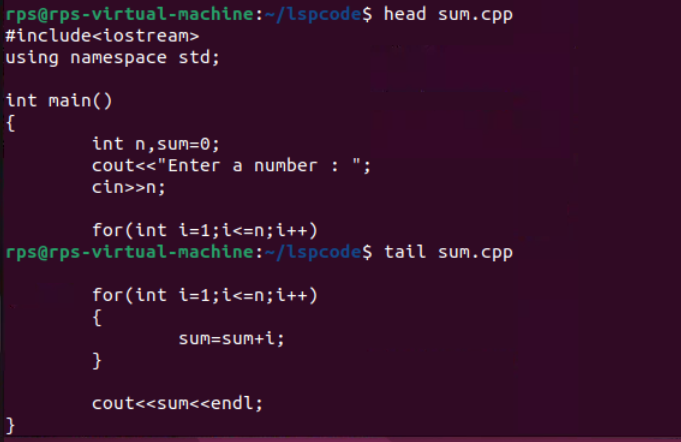 rps@rps-virtual-machine:~/lspcode$ head sum.cpp
#include<iostream>
using namespace std;

int main()
{
        int n,sum=0;
        cout<<"Enter a number : ";
        cin>>n;

        for(int i=1;i<=n;i++)
rps@rps-virtual-machine:~/lspcode$ tail sum.cpp

        for(int i=1;i<=n;i++)
        {
                sum=sum+i;
        }

        cout<<sum<<endl;
}